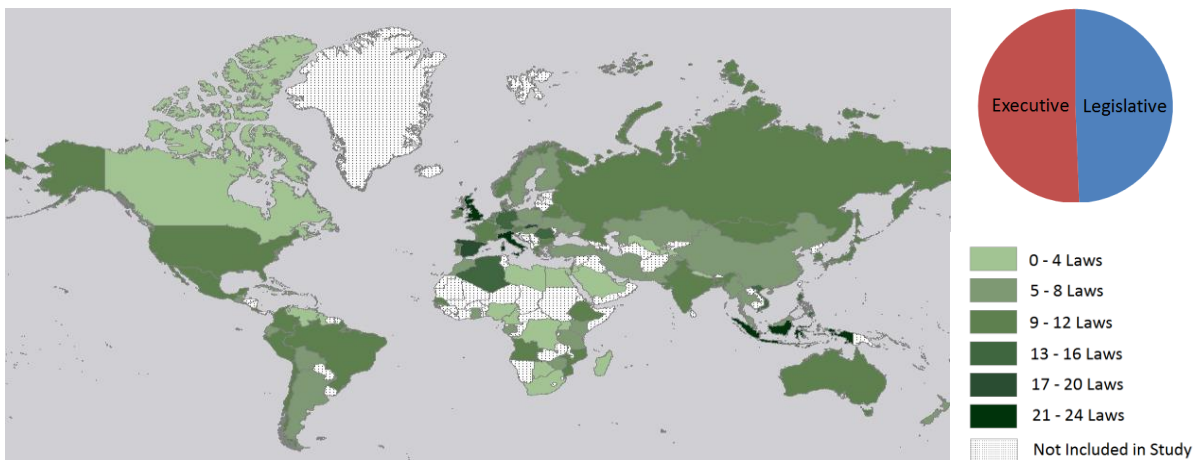 Executive
Legislative
0 - 4 Laws
5 - 8 Laws
9 - 12 Laws
13 - 16 Laws
17 - 20 Laws
21 - 24 Laws
Not Included in Study